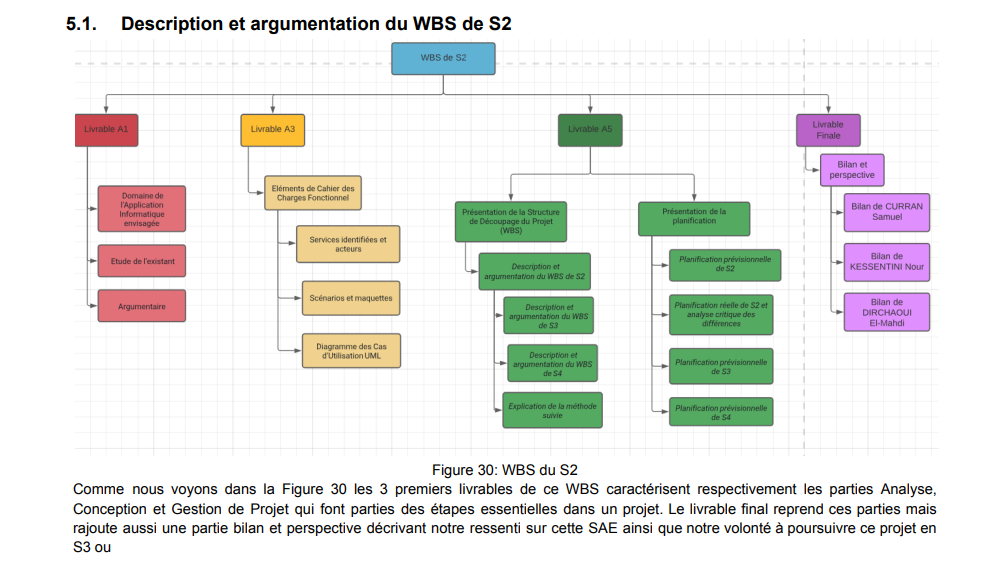 5.1. Description et argumentation du WBS de S2
WBS de S2
Livrable A1
Livrable A3
Livrable A5
Livrable
Finale
Domaine de
l'Application
Informatique
envisagée
Etude de l'existant
Argumentaire
Eléments de Cahier des
Charges Fonctionnel
Services identifiées et
acteurs
Scénarios et maquettes
Diagramme des Cas
d'Utilisation UML
Présentation de la Structure
de Découpage du Projet
(WBS)
Description et
argumentation du WBS de S2
Description et
argumentation du WBS
de S3
Description et
argumentation du WBS
de S4
Explication de la méthode
suivie
Présentation de la
planification
Planification prévisionnelle
de S2
Planification réelle de S2 et
analyse critique des
différences
Planification prévisionnelle
de S3
Planification prévisionnelle
de S4
Bilan et
perspective
Bilan de CURRAN
Samuel
Bilan de
KESSENTINI Nour
Bilan de
DIRCHAOUI
El-Mahdi
Figure 30: WBS du S2
Comme nous voyons dans la Figure 30 les 3 premiers livrables de ce WBS caractérisent respectivement les parties Analyse,
Conception et Gestion de Projet qui font parties des étapes essentielles dans un projet. Le livrable final reprend ces parties mais
rajoute aussi une partie bilan et perspective décrivant notre ressenti sur cette SAE ainsi que notre volonté à poursuivre ce projet en
S3 ou